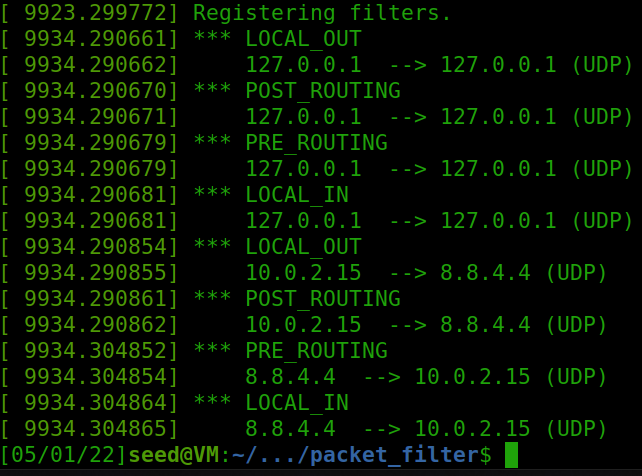 [ 9923.299772] Registering filters.
[ 9934.290661] *** LOCAL_OUT
[ 9934.290662]     127.0.0.1  --> 127.0.0.1 (UDP)
[ 9934.290670] *** POST_ROUTING
[ 9934.290671]     127.0.0.1  --> 127.0.0.1 (UDP)
[ 9934.290679] *** PRE_ROUTING
[ 9934.290679]     127.0.0.1  --> 127.0.0.1 (UDP)
[ 9934.290681] *** LOCAL_IN
[ 9934.290681]     127.0.0.1  --> 127.0.0.1 (UDP)
[ 9934.290854] *** LOCAL_OUT
[ 9934.290855]     10.0.2.15  --> 8.8.4.4 (UDP)
[ 9934.290861] *** POST_ROUTING
[ 9934.290862]     10.0.2.15  --> 8.8.4.4 (UDP)
[ 9934.304852] *** PRE_ROUTING
[ 9934.304854]     8.8.4.4  --> 10.0.2.15 (UDP)
[ 9934.304864] *** LOCAL_IN
[ 9934.304865]     8.8.4.4  --> 10.0.2.15 (UDP)
[05/01/22]seed@VM:~/.../packet_filter$